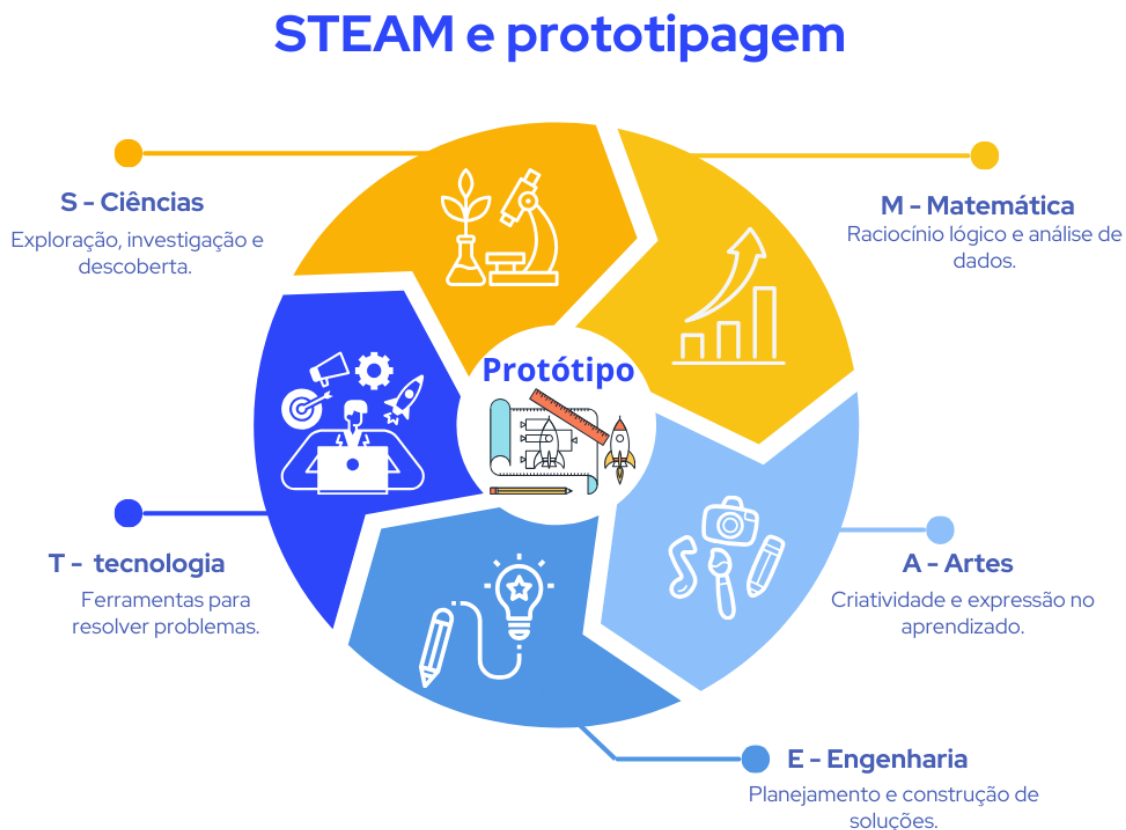 STEAM e prototipagem
S - Ciências
Exploração, investigação e
descoberta.
M - Matemática
Raciocínio lógico e análise de
dados.
Protótipo
T -  tecnologia
Ferramentas para
resolver problemas.
A - Artes
Criatividade e expressão no
aprendizado.
E - Engenharia
Planejamento e construção de
soluções.